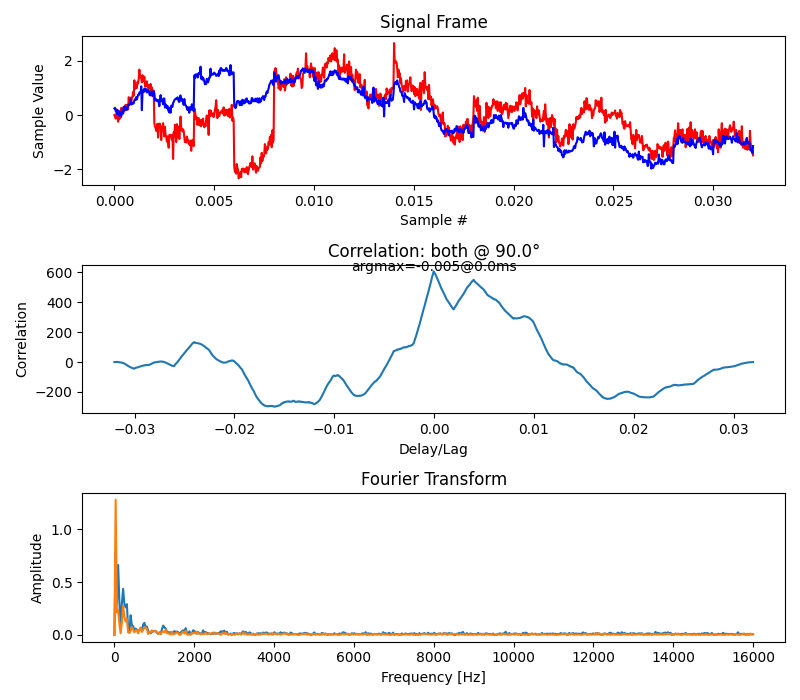 Signal Frame
2
0
−2
Sample Value
0.000 0.005 0.010 0.015 0.020 0.025 0.030
Sample #
Correlation: both @ 90.0°
argmax=-0.005@0.0ms
600
400
200
0
−200
Correlation
−0.03 −0.02 −0.01 0.00 0.01 0.02 0.03
Delay/Lag
Fourier Transform
1.0
0.5
0.0
Amplitude
0 2000 4000 6000 8000 10000 12000 14000 16000
Frequency [Hz]